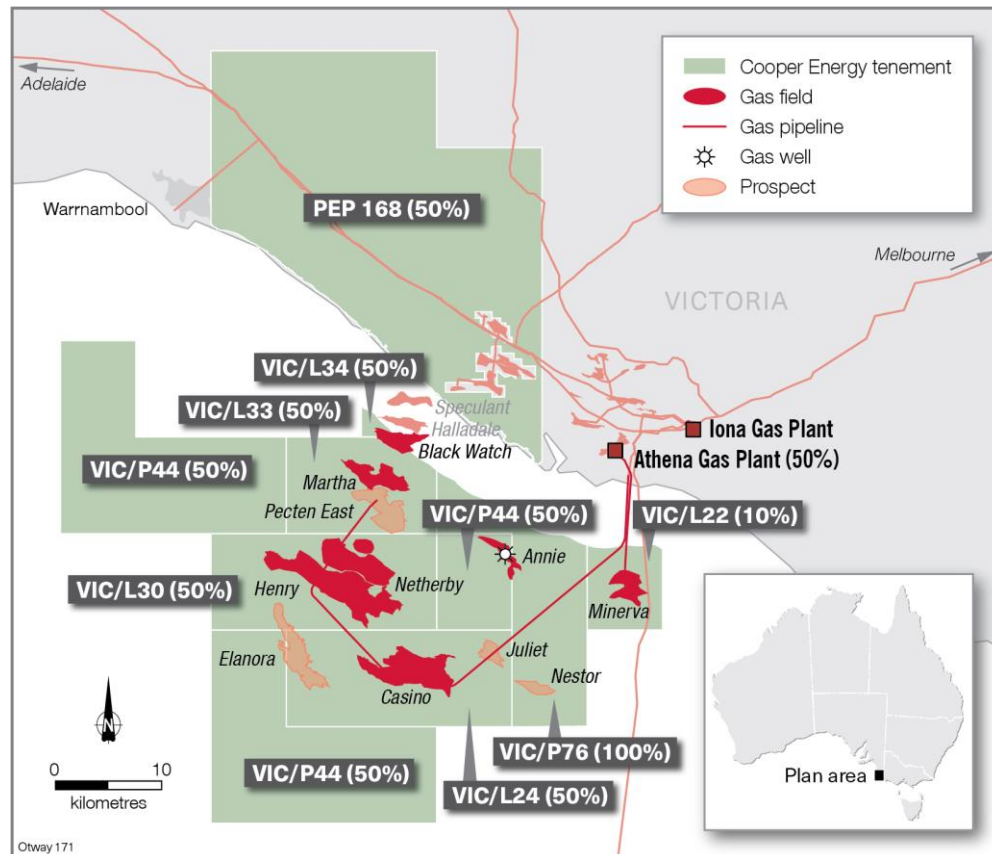 Adelaide
Cooper Energy tenement
Gas field
Gas pipeline
Gas well
Prospect
Warrnambool
PEP 168 (50%)
Melbourne
VICTORIA
VIC/L34 (50%)
VIC/L33 (50%)
Speculant
Halladale
Black Watch
Iona Gas Plant
Athena Gas Plant (50%)
VIC/P44 (50%)
Martha
Pecten East
VIC/P44 (50%)
VIC/L22 (10%)
Annie
VIC/L30 (50%)
Henry
Netherby
Minerva
Elanora
Casino
Juliet
Nestor
N
VIC/P76 (100%)
VIC/P44 (50%)
VIC/L24 (50%)
0 10
kilometres
Plan area
Otway 171